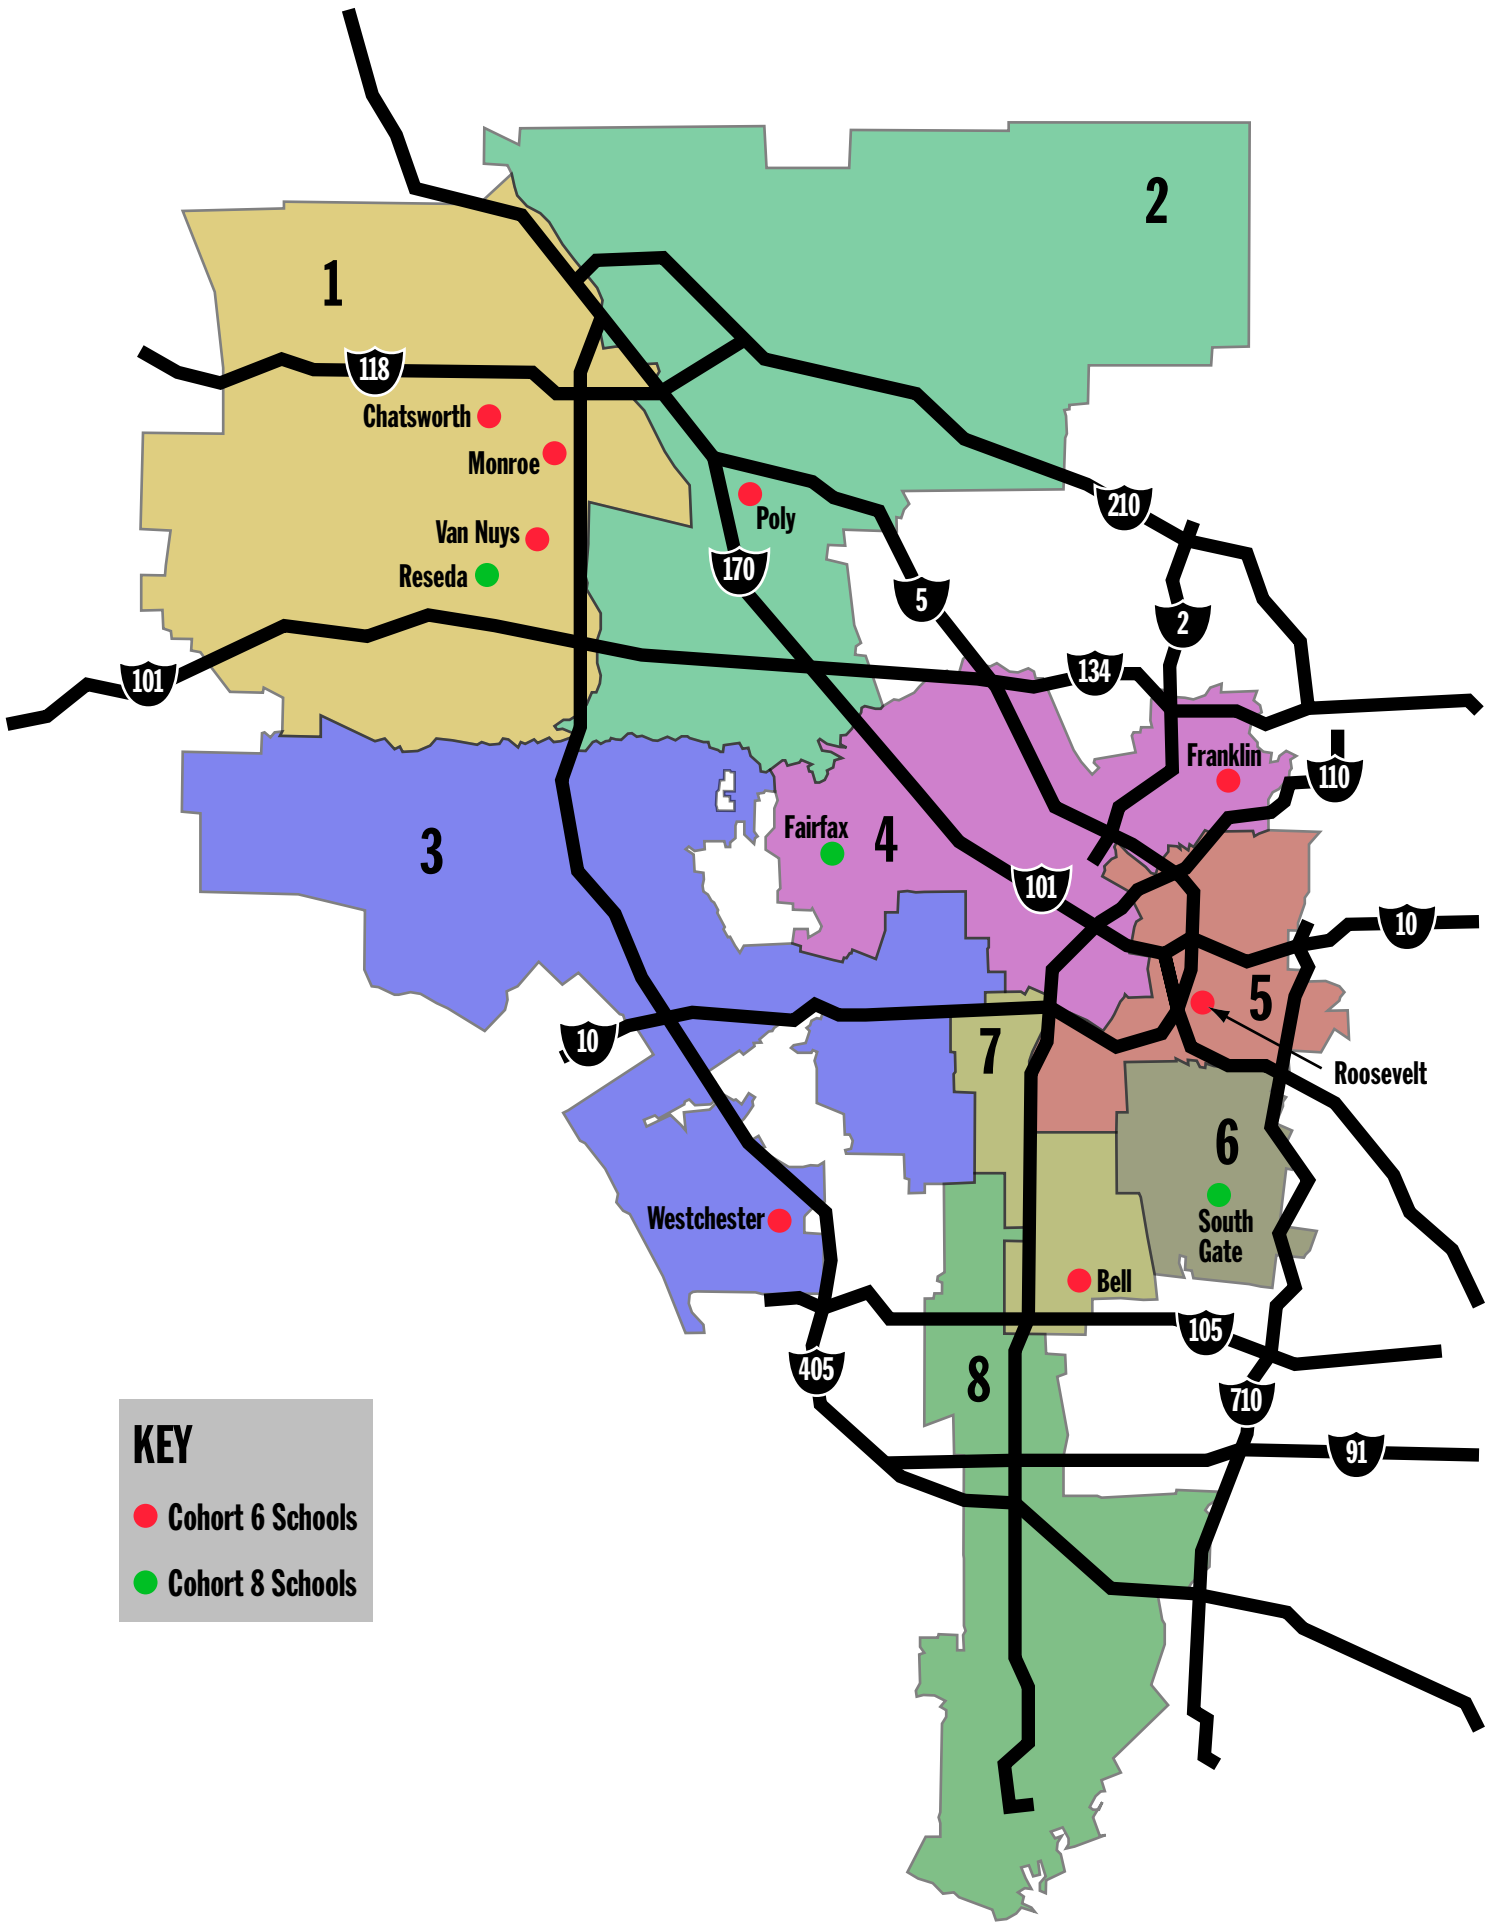 2
1
118
Chatsworth
Monroe
210
Poly
Van Nuys
170
Reseda
5
2
101
134
Franklin
110
Fairfax
4
3
101
10
5
10
7
Roosevelt
6
South
Gate
Westchester
Bell
105
405
8
710
KEY
91
Cohort 6 Schools
Cohort 8 Schools